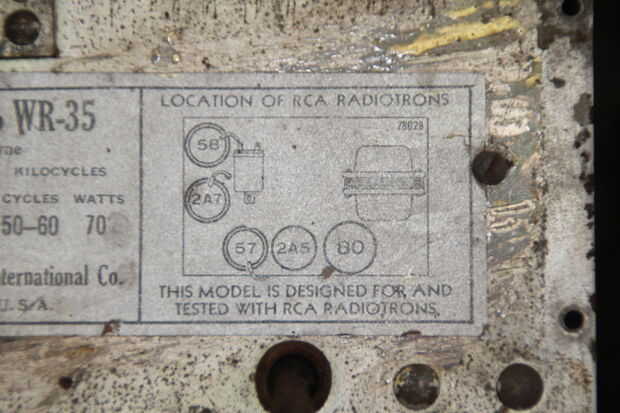 WR-35
KILOCYCLES
CYCLES WATTS
50-60 70
International Co.
U. S. A.
LOCATION OF RCA RADIOTRONS
78028
58
2A7
57 2A5 80
THIS MODEL IS DESIGNED FOR AND
TESTED WITH RCA RADIOTRONS.